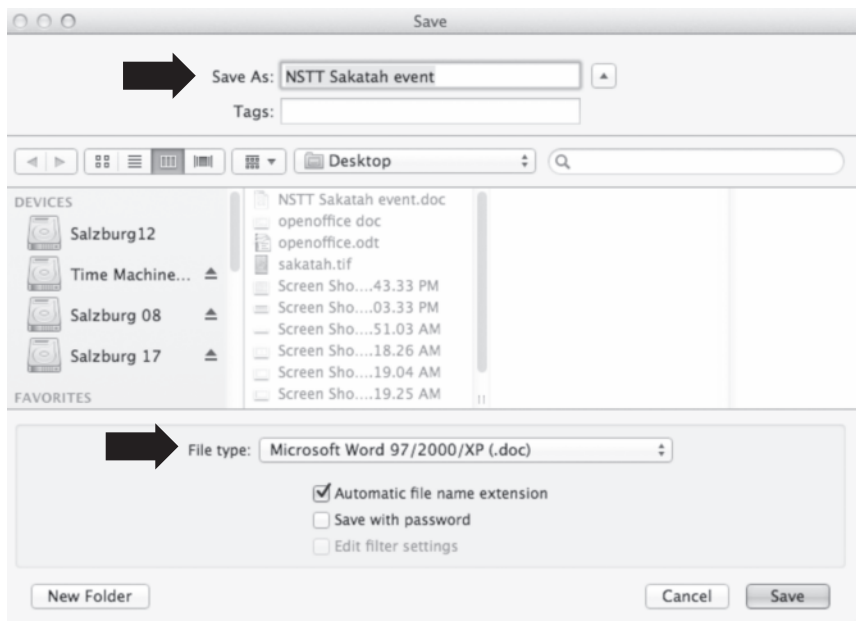 Save
Save As: NSTT Sakatah event
Tags:
Desktop
DEVICES
Salzburg12
Time Machine...
Salzburg 08
Salzburg 17
FAVORITES
NSTT Sakatah event.doc
openoffice doc
openoffice.odt
sakatah.tif
Screen Sho....43.33 PM
Screen Sho....03.33 PM
Screen Sho....51.03 AM
Screen Sho....18.26 AM
Screen Sho....19.04 AM
Screen Sho....19.25 AM
File type: Microsoft Word 97/2000/XP (.doc)
Automatic file name extension
Save with password
Edit filter settings
New Folder Cancel Save